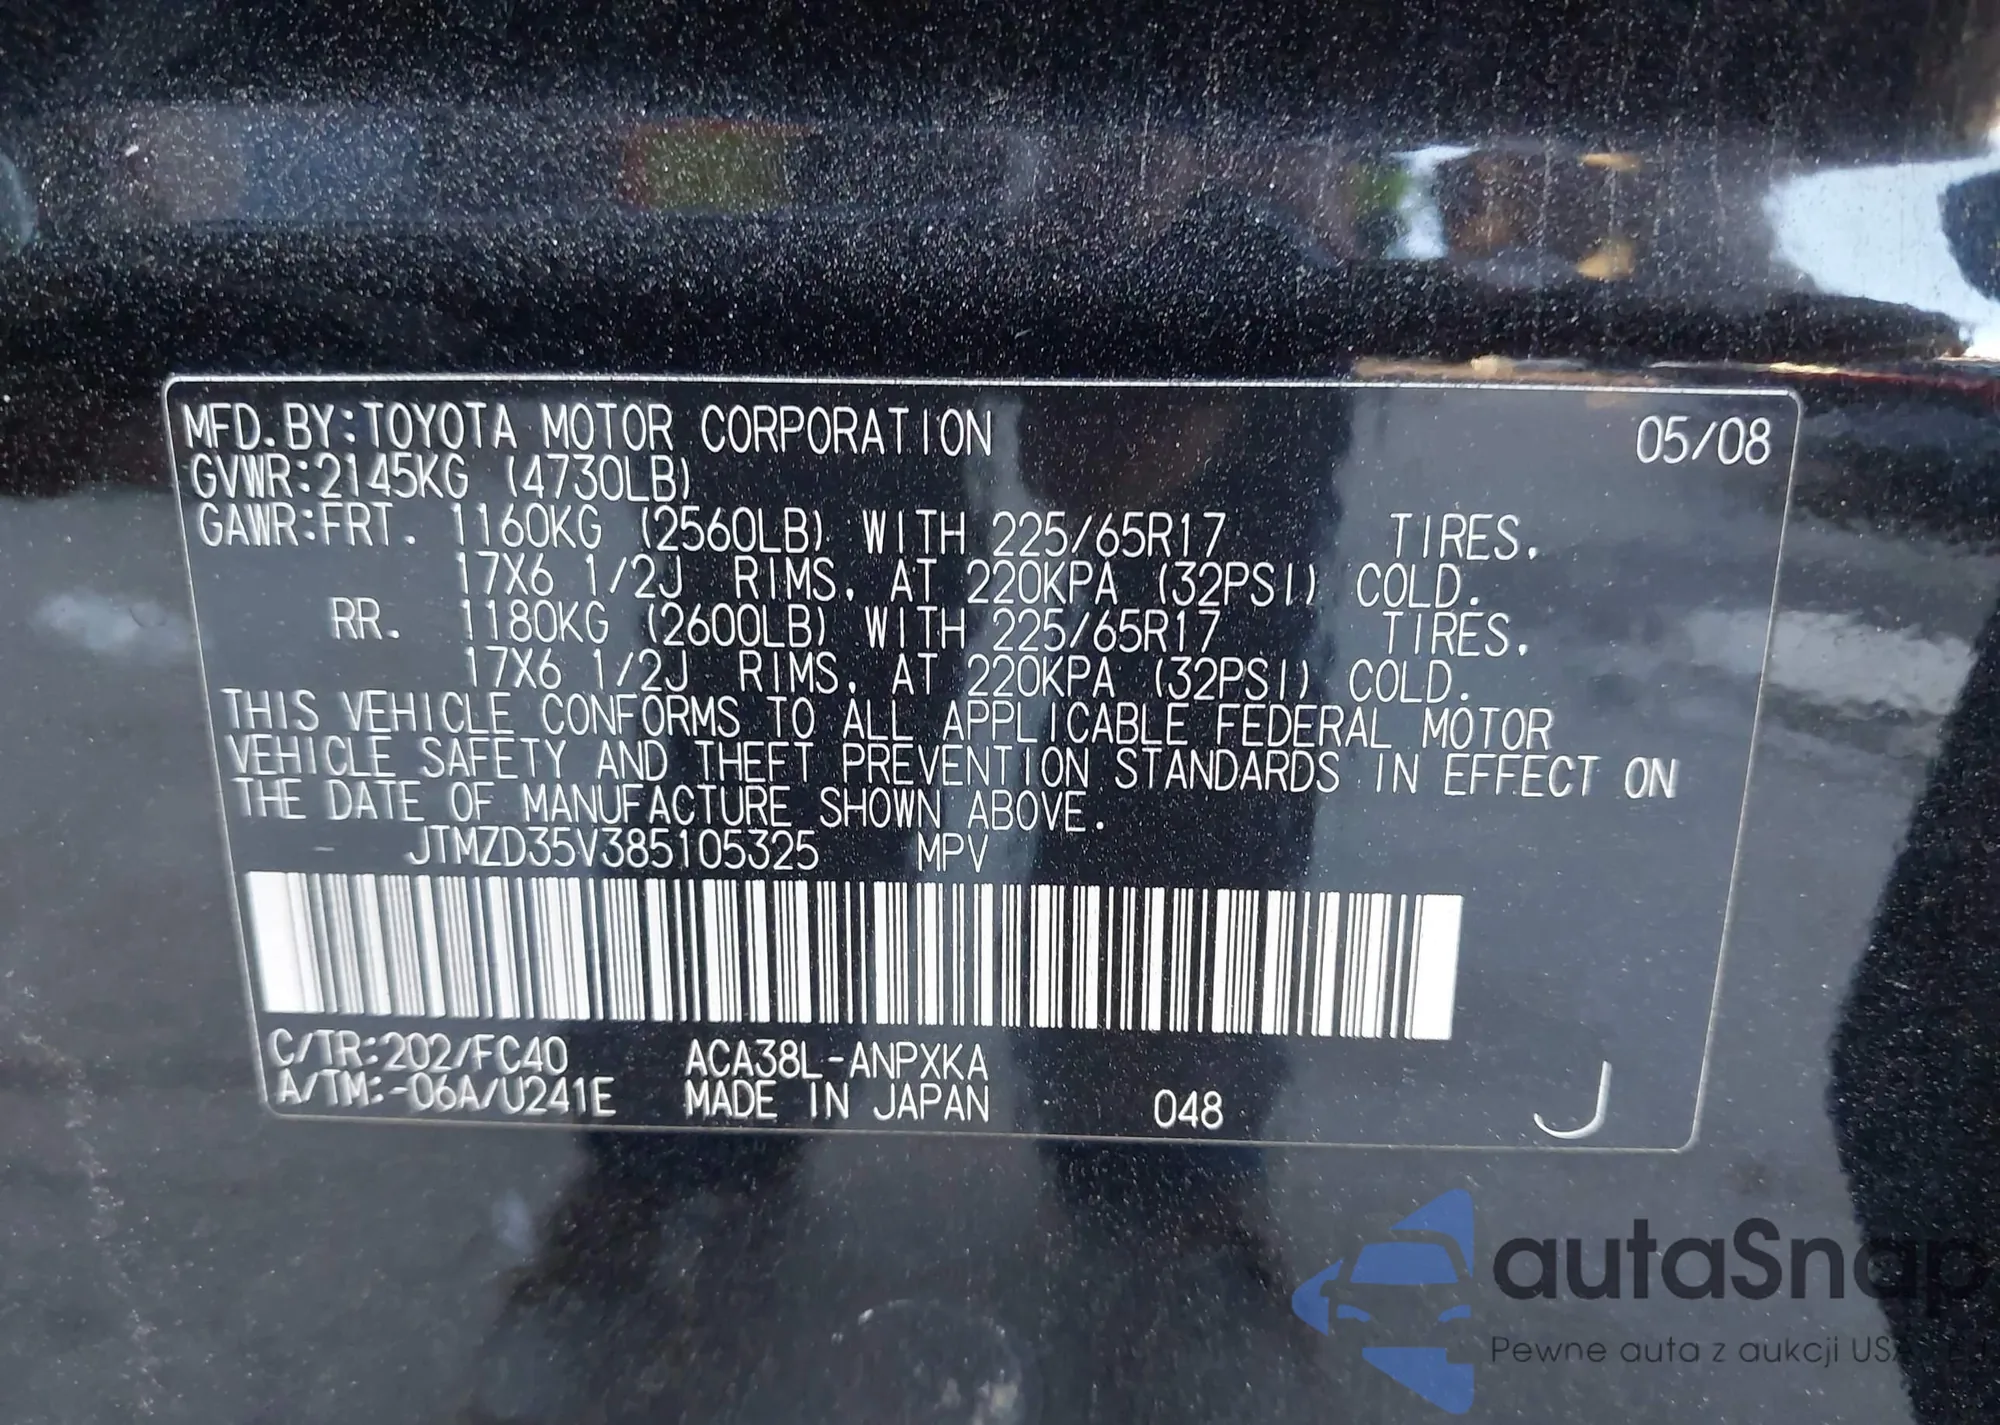 MFD.BY:TOYOTA MOTOR CORPORATION 05/08
GVWR:2145KG (4730LB)
GAWR:FRT. 1160KG (2560LB) WITH 225/65R17 TIRES,
17X6 1/2J RIMS, AT 220KPA (32PSI) COLD.
RR. 1180KG (2600LB) WITH 225/65R17 TIRES,
17X6 1/2J RIMS, AT 220KPA (32PSI) COLD.
THIS VEHICLE CONFORMS TO ALL APPLICABLE FEDERAL MOTOR
VEHICLE SAFETY AND THEFT PREVENTION STANDARDS IN EFFECT ON
THE DATE OF MANUFACTURE SHOWN ABOVE.
JTMZD35V385105325 MPV
C/TR:202/FC40 ACA38L-ANPXKA
A/TM:-06A/U241E MADE IN JAPAN 048 J
autaSnap
Pewne auta z aukcji USA